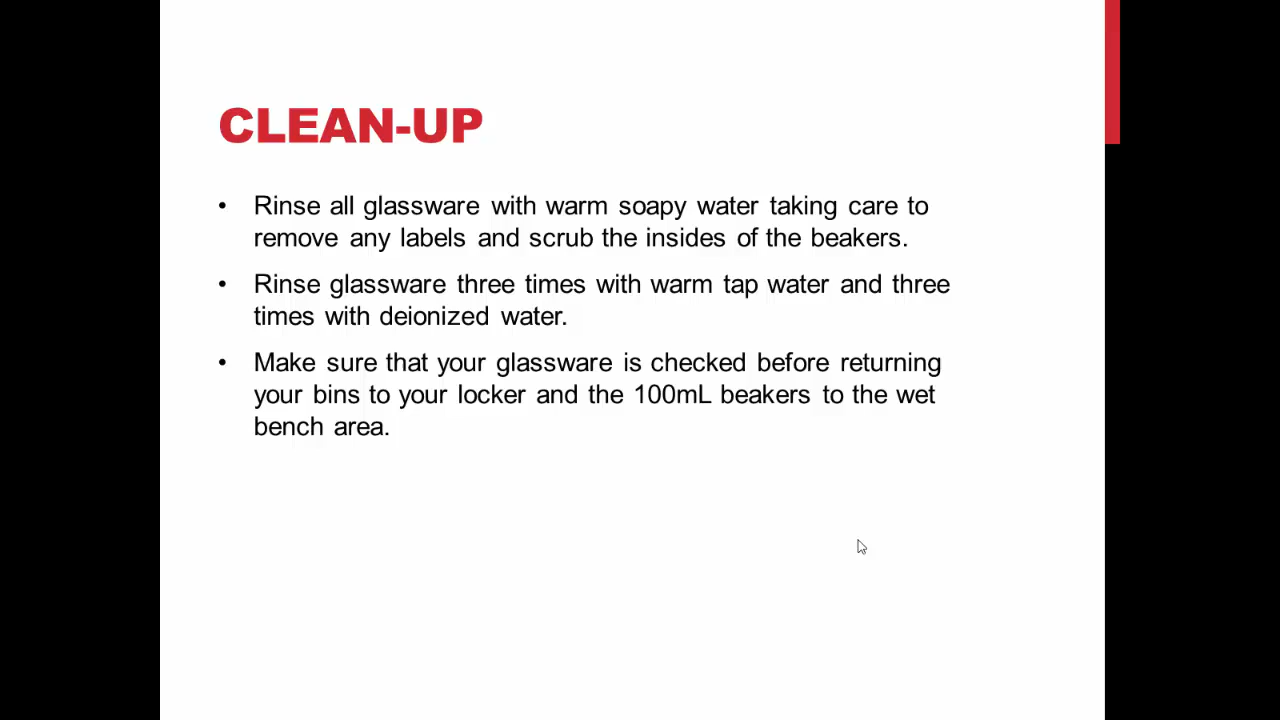 CLEAN-UP
• Rinse all glassware with warm soapy water taking care to
remove any labels and scrub the insides of the beakers.
• Rinse glassware three times with warm tap water and three
times with deionized water.
• Make sure that your glassware is checked before returning
your bins to your locker and the 100mL beakers to the wet
bench area.